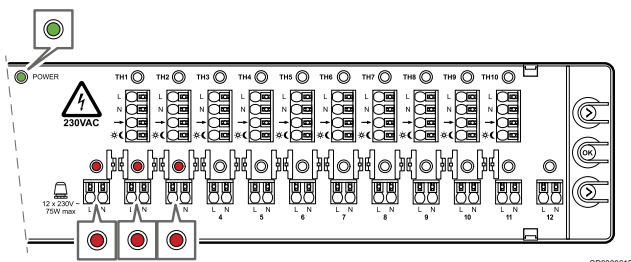 POWER
TH1 TH2 TH3 TH4 TH5 TH6 TH7 TH8 TH9 TH10
L
N
230VAC
OK
12 x 230V ~
75W max
L N L N L N L N L N L N L N L N L N L N L N
4 5 6 7 8 9 10 11 12